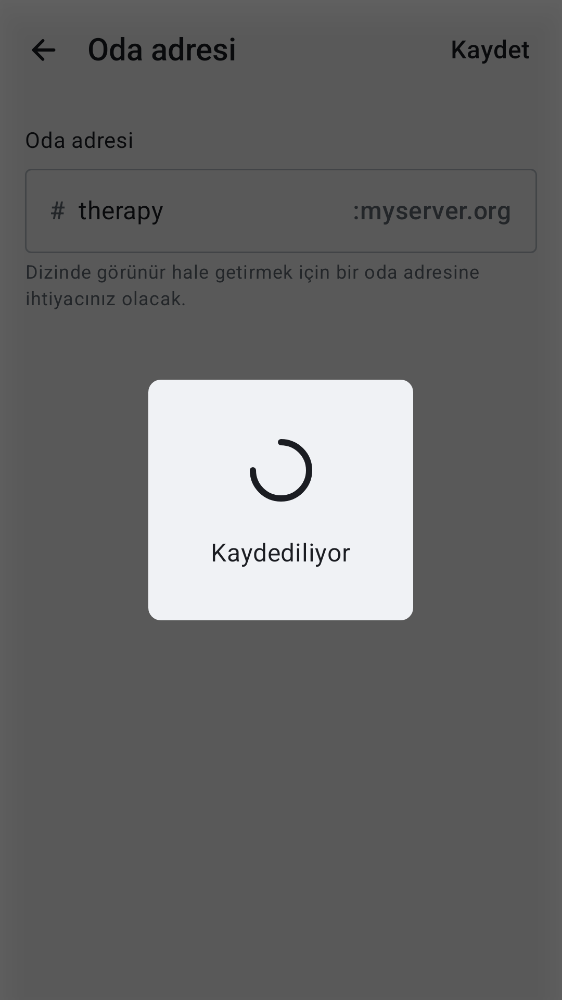 Oda adresi
Kaydet
Oda adresi
# therapy :myserver.org
Dizinde görünür hale getirmek için bir oda adresine
ihtiyacınız olacak.
Kaydediliyor